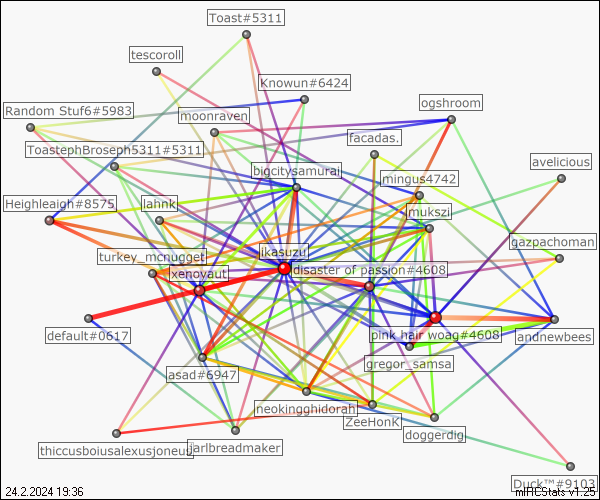 Toast#5311
tescoroll
Knowun#6424
Random Stuf6#5983
moonraven
ogshroom
facadas.
ToastephBroseph5311#5311
avelicious
bigcitysamurai
mingus4742
Heighleaigh#8575
lahnk
mukszi
gazpachoman
ikasuzu
turkey_mcnugget
xenoyaut
disaster of passion#4608
default#0617
pink hair woag#4608
andnewbees
gregor_samsa
asad#6947
neokingghidorah
ZeeHonK
doggerdig
thiccusboiusalexusjoneus
jarlbreadmaker
Duck™#9103
24.2.2024 19:36
mIRCStats v1.25